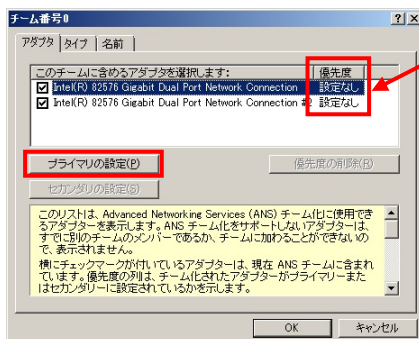 チーム番号0
アダプタ タイプ 名前
このチームに含めるアダプタを選択します: 優先度
Intel(R) 82576 Gigabit Dual Port Network Connection 設定なし
Intel(R) 82576 Gigabit Dual Port Network Connection #2 設定なし
プライマリの設定(P) 優先度の削除(R)
セカンダリの設定(S)
このリストは、Advanced Networking Services (ANS) チーム化に使用でき
るアダプターを表示します。ANS チーム化をサポートしないアダプターは、
すでに別のチームのメンバーであるか、チームに加わることができないの
で、表示されません。
横にチェックマークが付いているアダプターは、現在 ANS チームに含まれ
ています。優先度の列は、チーム化されたアダプターがプライマリーまた
はセカンダリーに設定されているかを示します。
OK キャンセル